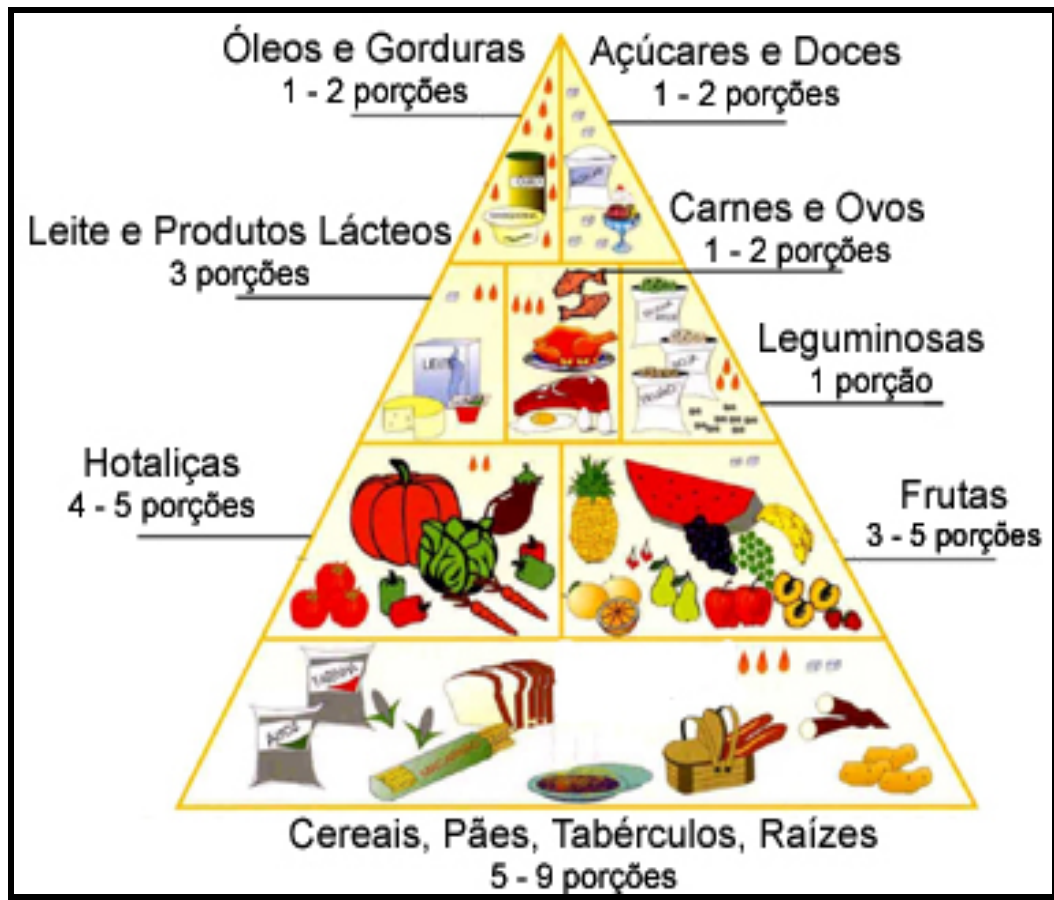 Óleos e Gorduras
1 - 2 porções
Açúcares e Doces
1 - 2 porções
Leite e Produtos Lácteos
3 porções
Carnes e Ovos
1 - 2 porções
LEITE
Leguminosas
1 porção
Hotaliças
4 - 5 porções
Frutas
3 - 5 porções
ARROZ
Cereais, Pães, Tabérculos, Raízes
5 - 9 porções